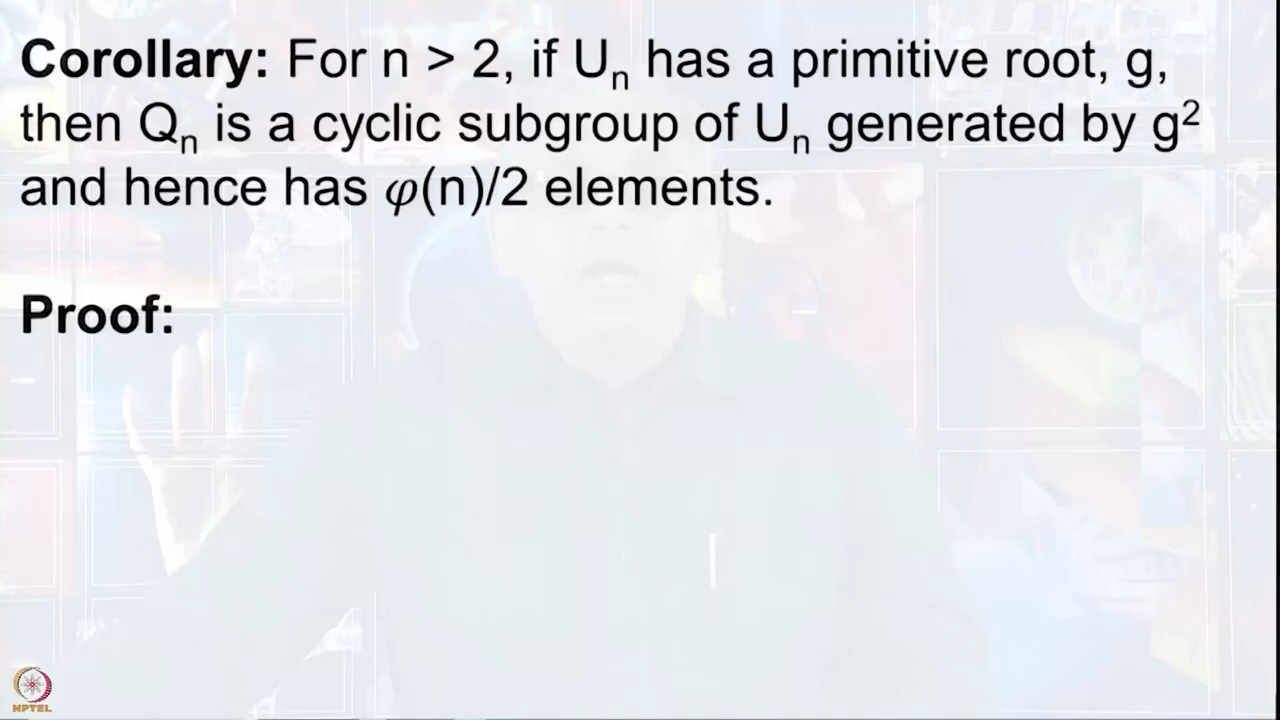 Corollary: For n > 2, if Uₙ has a primitive root, g,
then Qₙ is a cyclic subgroup of Uₙ generated by g²
and hence has φ(n)/2 elements.
Proof:
NPTEL